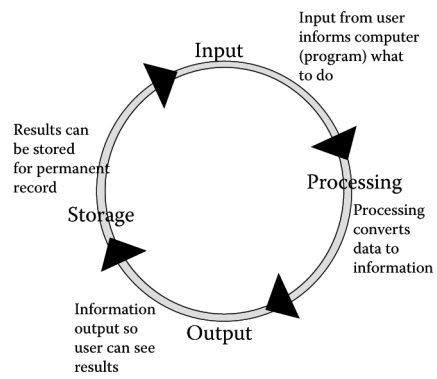 Input
Input from user
informs computer
(program) what
to do
Processing
Processing
converts
data to
information
Output
Information
output so
user can see
results
Storage
Results can
be stored
for permanent
record